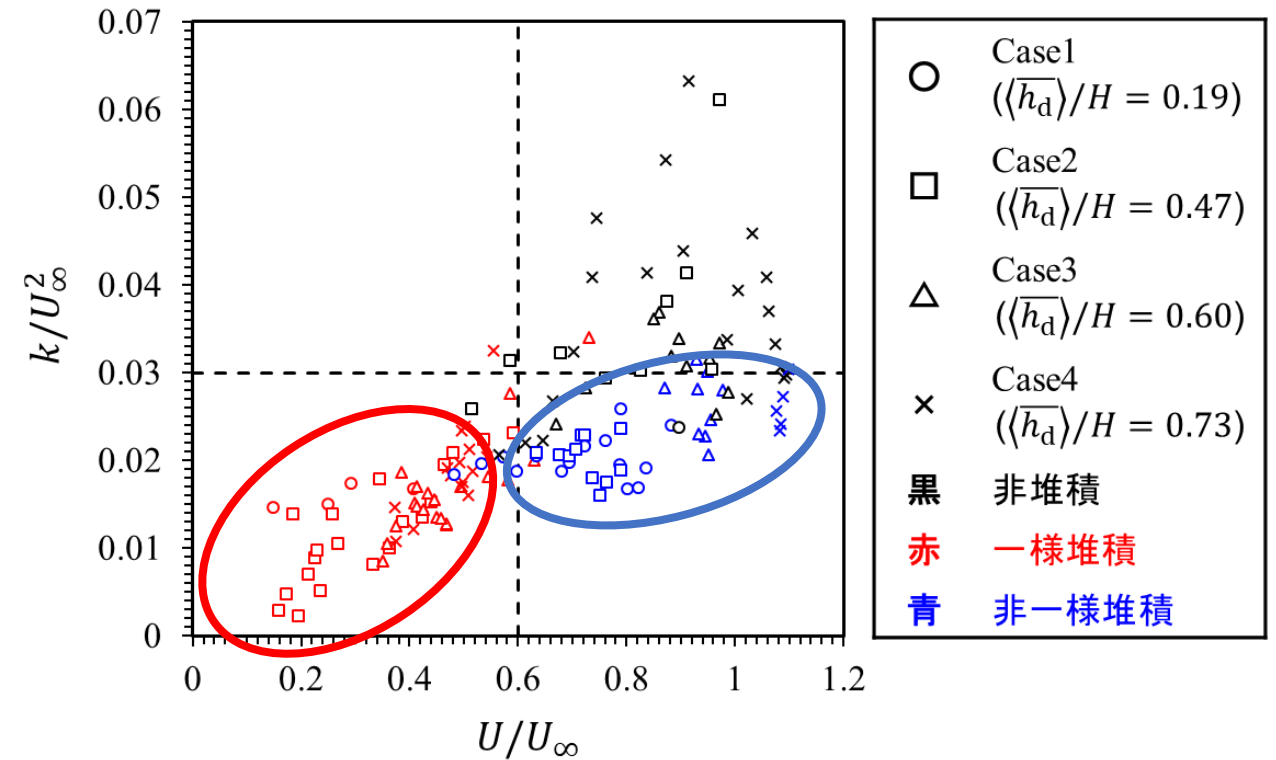 0.07
0.06
0.05
0.04
0.03
0.02
0.01
0
k/U∞²
0 0.2 0.4 0.6 0.8 1 1.2
U/U∞
Case1
(⟨h̅d⟩/H = 0.19)
Case2
(⟨h̅d⟩/H = 0.47)
Case3
(⟨h̅d⟩/H = 0.60)
Case4
(⟨h̅d⟩/H = 0.73)
黒 非堆積
赤 一様堆積
青 非一様堆積